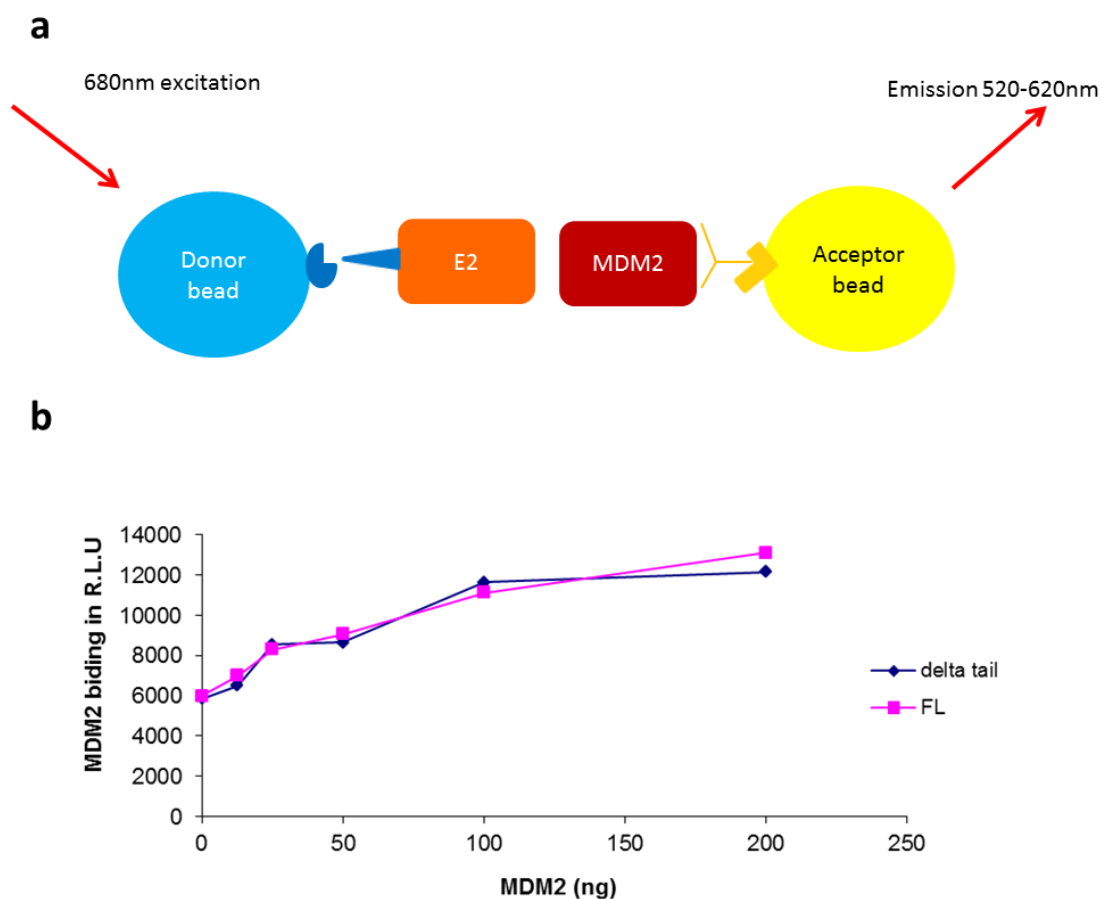 a
680nm excitation
Emission 520-620nm
Donor
bead
E2
MDM2
Acceptor
bead
b
MDM2 biding in R.L.U
14000
12000
10000
8000
6000
4000
2000
0
0 50 100 150 200 250
MDM2 (ng)
delta tail
FL